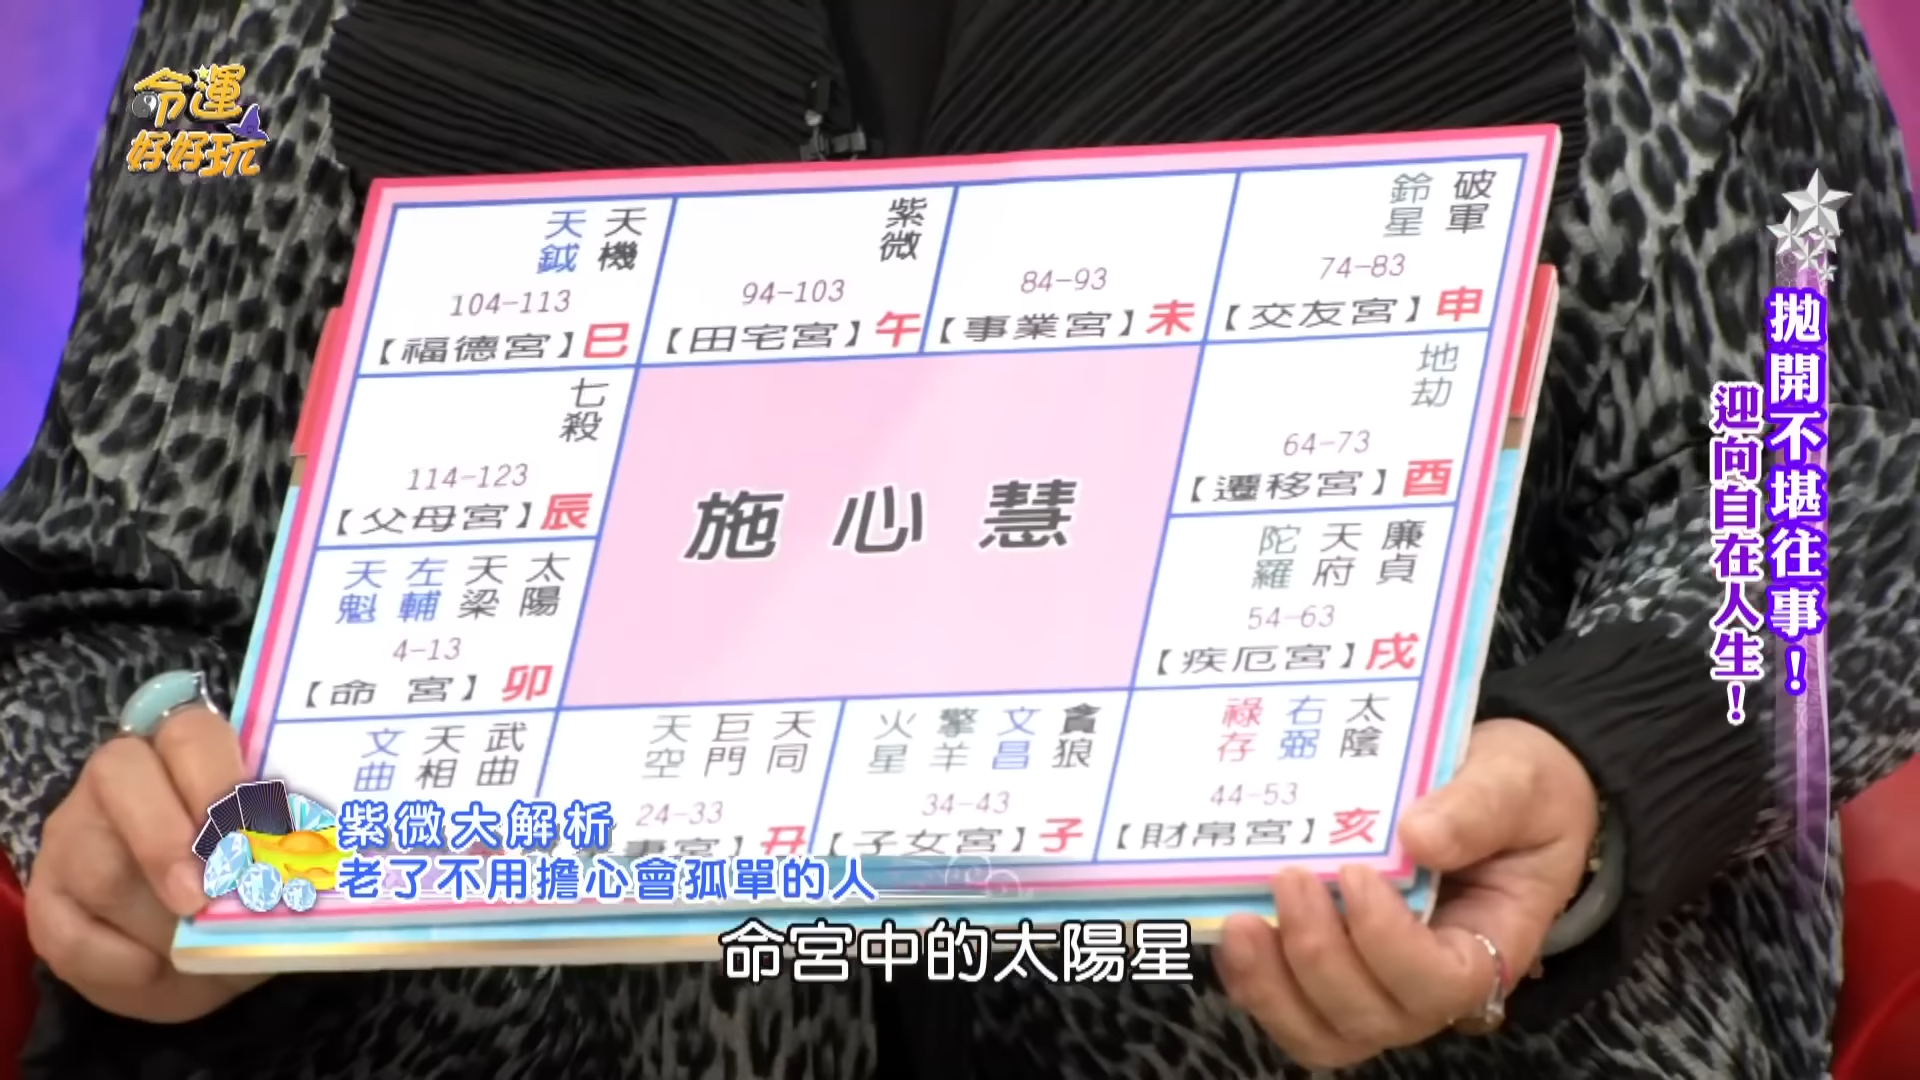 命運
好好玩
天鉞 天機
104-113
【福德宮】巳
紫微
94-103
【田宅宮】午
84-93
【事業宮】未
鈴星 破軍
74-83
【交友宮】申
七殺
114-123
【父母宮】辰
施心慧
地劫
64-73
【遷移宮】酉
天魁 左輔 天梁 太陽
4-13
【命 宮】卯
陀羅 天府 廉貞
54-63
【疾厄宮】戌
文曲 天相 武曲
天空 巨門 天同
24-33
妻宮】丑
火星 擎羊 文昌 貪狼
34-43
【子女宮】子
祿存 右弼 太陰
44-53
【財帛宮】亥
拋開不堪往事！
迎向自在人生！
紫微大解析
老了不用擔心會孤單的人
命宮中的太陽星